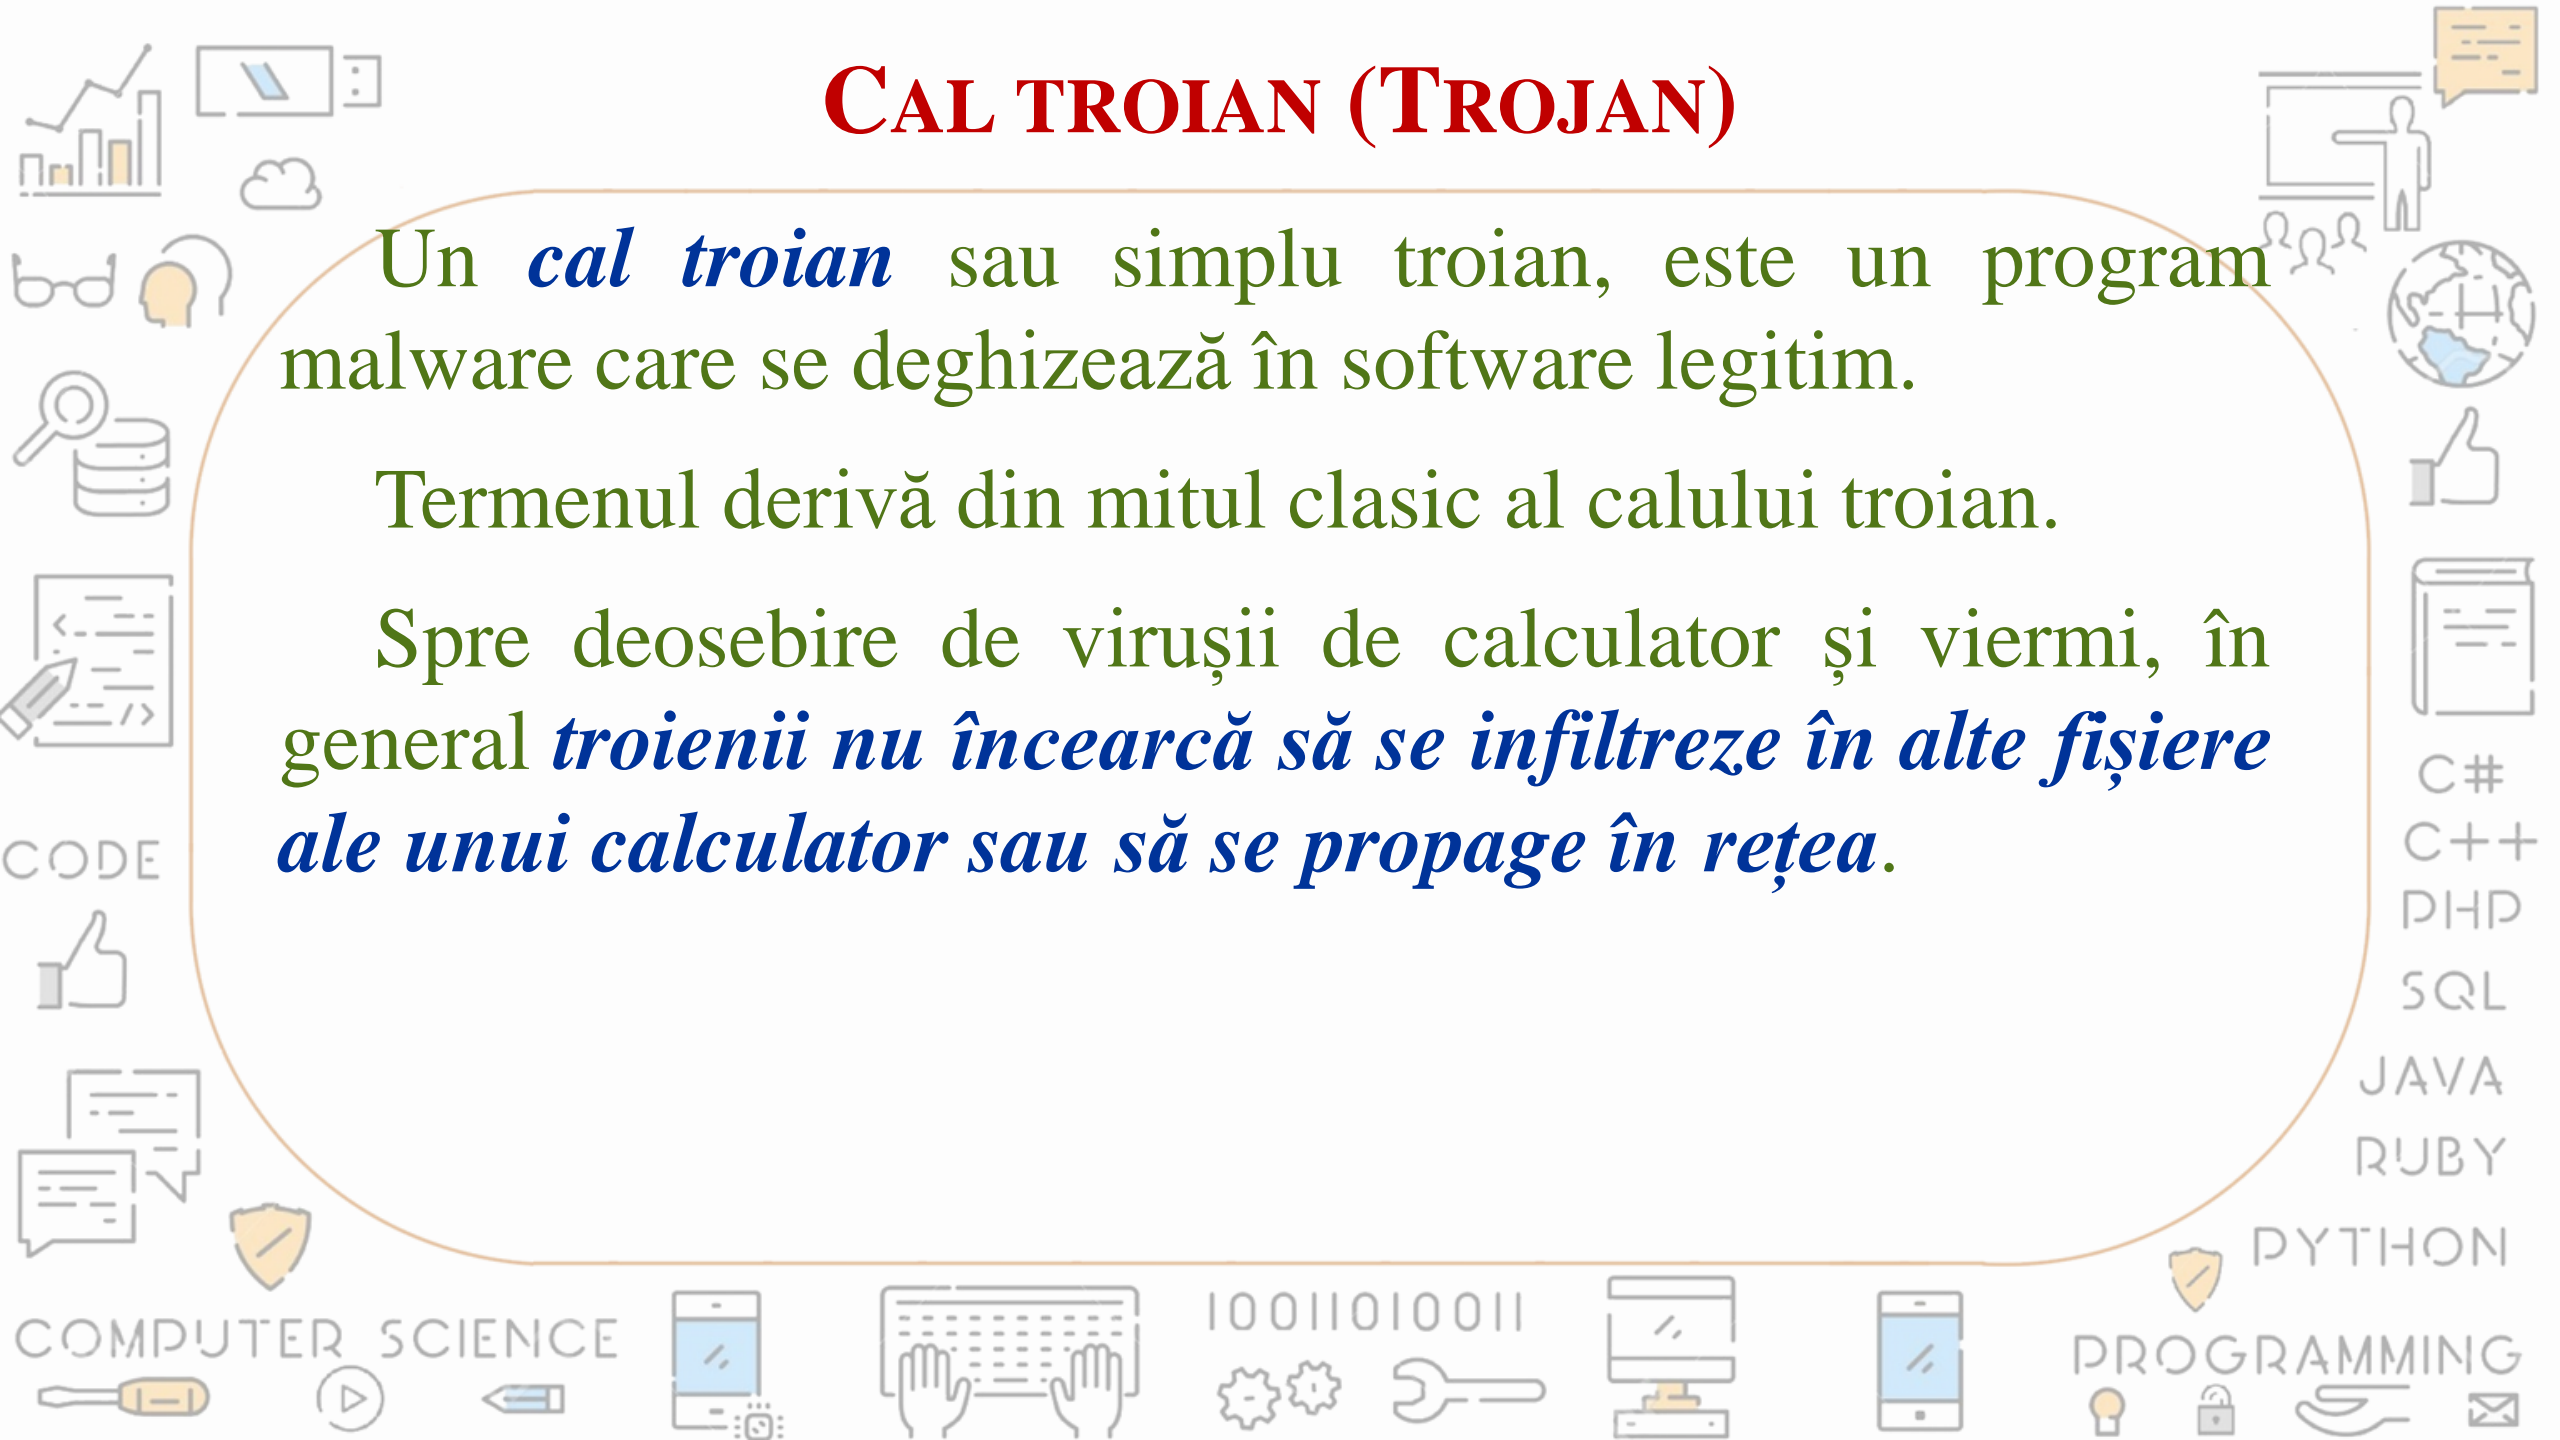 CAL TROIAN (TROJAN)
Un cal troian sau simplu troian, este un program
malware care se deghizează în software legitim.
Termenul derivă din mitul clasic al calului troian.
Spre deosebire de virușii de calculator și viermi, în
general troienii nu încearcă să se infiltreze în alte fișiere
ale unui calculator sau să se propage în rețea.
C#
C++
CODE
PHP
SQL
JAVA
RUBY
PYTHON
COMPUTER SCIENCE
10011010011
PROGRAMMING